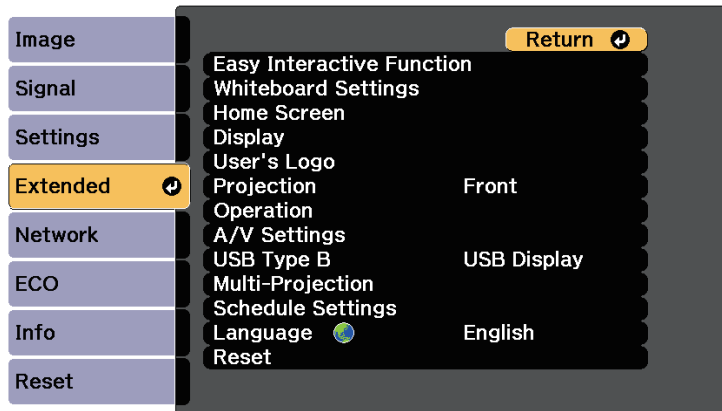 Image
Signal
Settings
Extended
Network
ECO
Info
Reset
Return
Easy Interactive Function
Whiteboard Settings
Home Screen
Display
User's Logo
Projection Front
Operation
A/V Settings
USB Type B USB Display
Multi-Projection
Schedule Settings
Language English
Reset